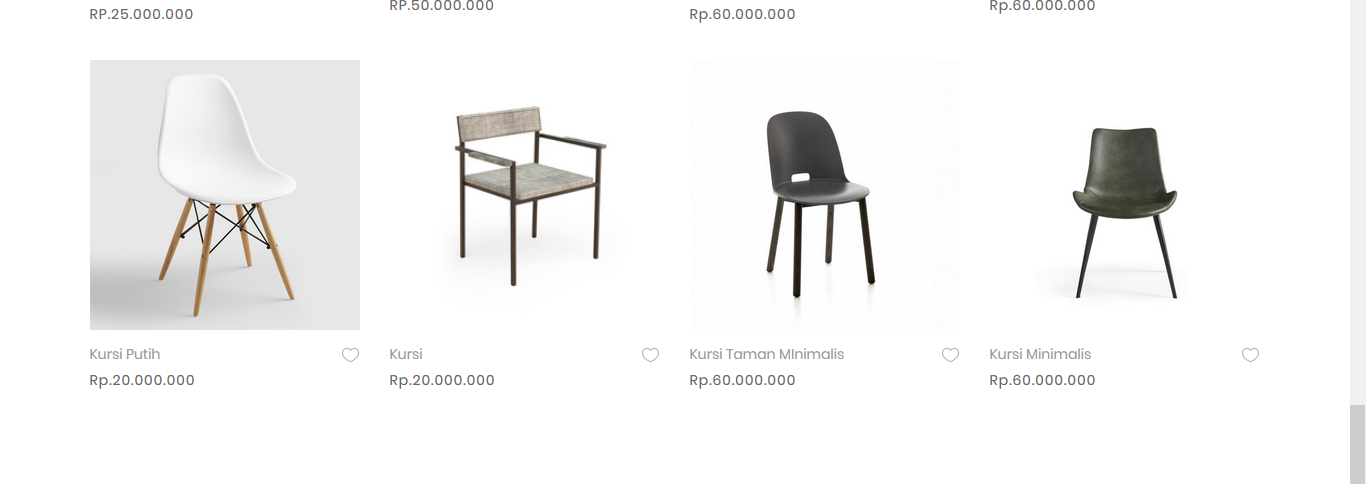 RP.25.000.000
RP.50.000.000
Rp.60.000.000
Rp.60.000.000
Kursi Putih
Rp.20.000.000
Kursi
Rp.20.000.000
Kursi Taman MInimalis
Rp.60.000.000
Kursi Minimalis
Rp.60.000.000